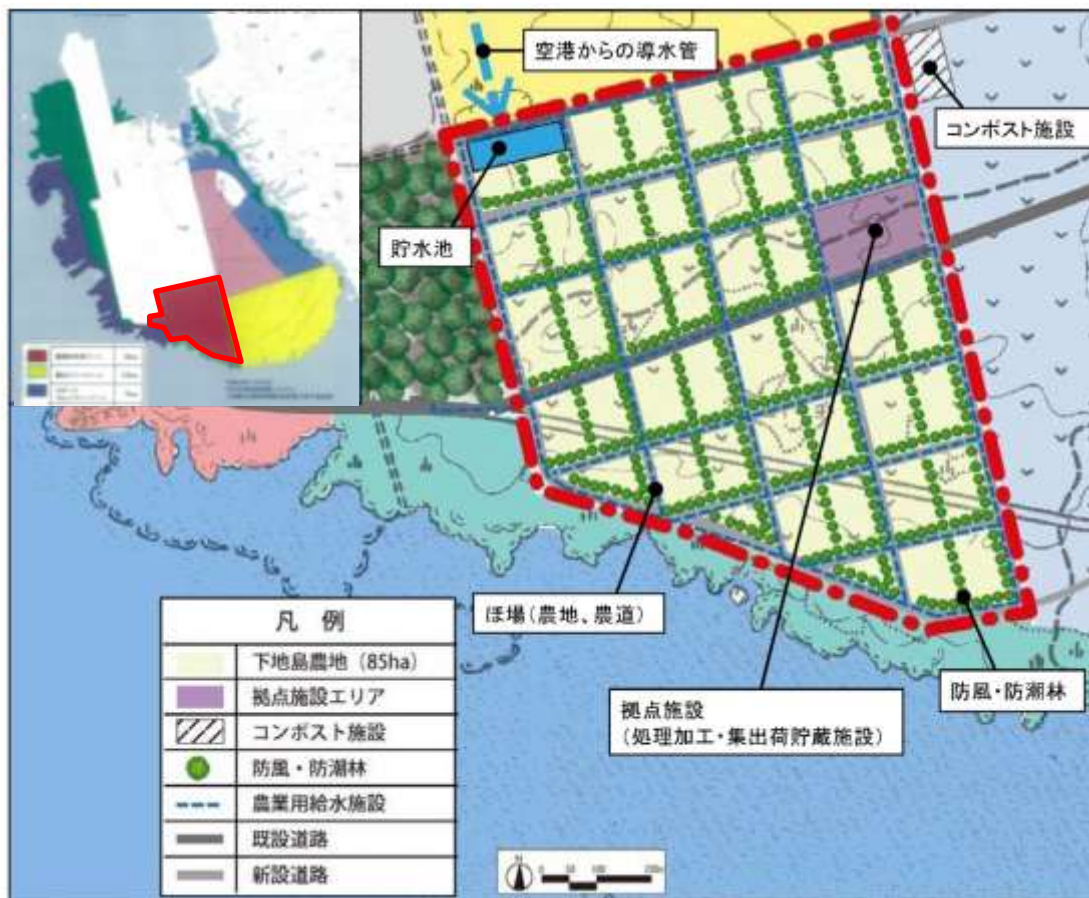 空港からの導水管
コンポスト施設
貯水池
ほ場(農地、農道)
拠点施設
(処理加工・集出荷貯蔵施設)
防風・防潮林
凡 例
下地島農地(85ha)
拠点施設エリア
コンポスト施設
防風・防潮林
農業用給水施設
既設道路
新設道路
N
0 50 100 200m